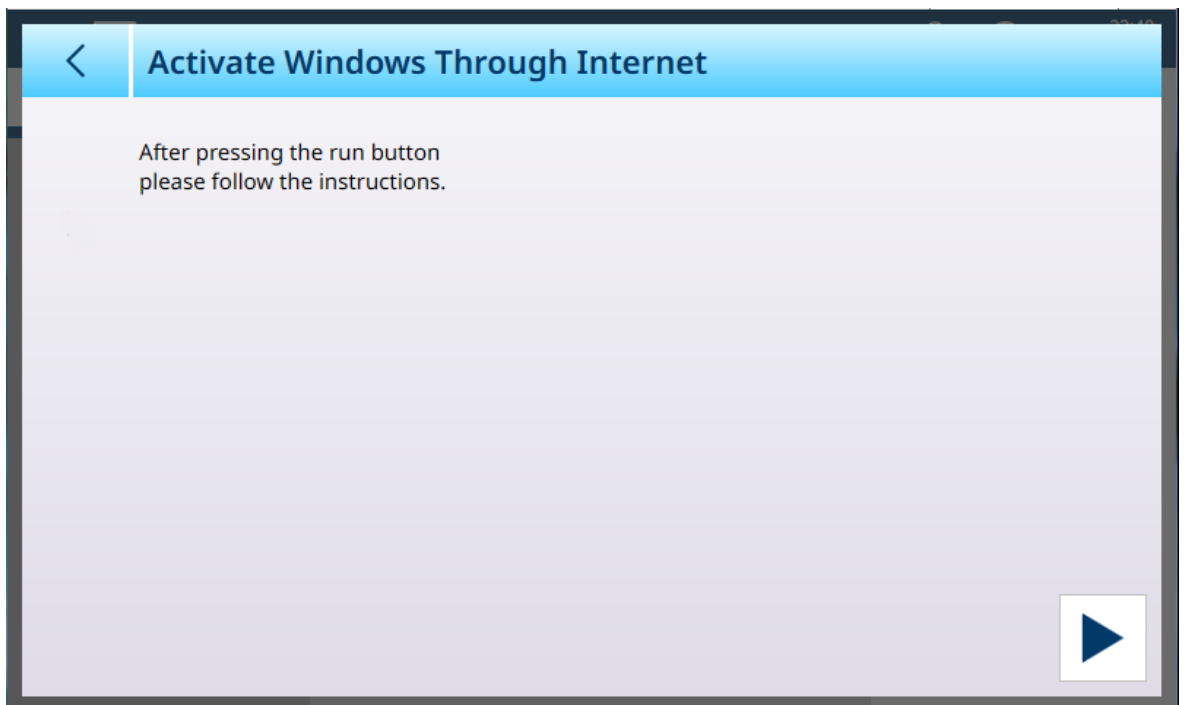 Activate Windows Through Internet
After pressing the run button
please follow the instructions.